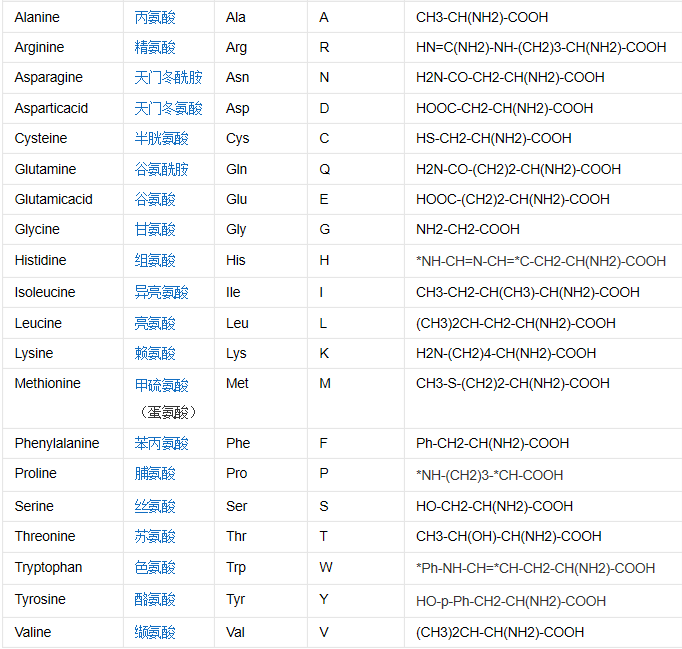 Alanine 丙氨酸 Ala A CH3-CH(NH2)-COOH
Arginine 精氨酸 Arg R HN=C(NH2)-NH-(CH2)3-CH(NH2)-COOH
Asparagine 天门冬酰胺 Asn N H2N-CO-CH2-CH(NH2)-COOH
Asparticacid 天门冬氨酸 Asp D HOOC-CH2-CH(NH2)-COOH
Cysteine 半胱氨酸 Cys C HS-CH2-CH(NH2)-COOH
Glutamine 谷氨酰胺 Gln Q H2N-CO-(CH2)2-CH(NH2)-COOH
Glutamicacid 谷氨酸 Glu E HOOC-(CH2)2-CH(NH2)-COOH
Glycine 甘氨酸 Gly G NH2-CH2-COOH
Histidine 组氨酸 His H *NH-CH=N-CH=*C-CH2-CH(NH2)-COOH
Isoleucine 异亮氨酸 Ile I CH3-CH2-CH(CH3)-CH(NH2)-COOH
Leucine 亮氨酸 Leu L (CH3)2CH-CH2-CH(NH2)-COOH
Lysine 赖氨酸 Lys K H2N-(CH2)4-CH(NH2)-COOH
Methionine 甲硫氨酸 Met M CH3-S-(CH2)2-CH(NH2)-COOH
（蛋氨酸）
Phenylalanine 苯丙氨酸 Phe F Ph-CH2-CH(NH2)-COOH
Proline 脯氨酸 Pro P *NH-(CH2)3-*CH-COOH
Serine 丝氨酸 Ser S HO-CH2-CH(NH2)-COOH
Threonine 苏氨酸 Thr T CH3-CH(OH)-CH(NH2)-COOH
Tryptophan 色氨酸 Trp W *Ph-NH-CH=*CH-CH2-CH(NH2)-COOH
Tyrosine 酪氨酸 Tyr Y HO-p-Ph-CH2-CH(NH2)-COOH
Valine 缬氨酸 Val V (CH3)2CH-CH(NH2)-COOH